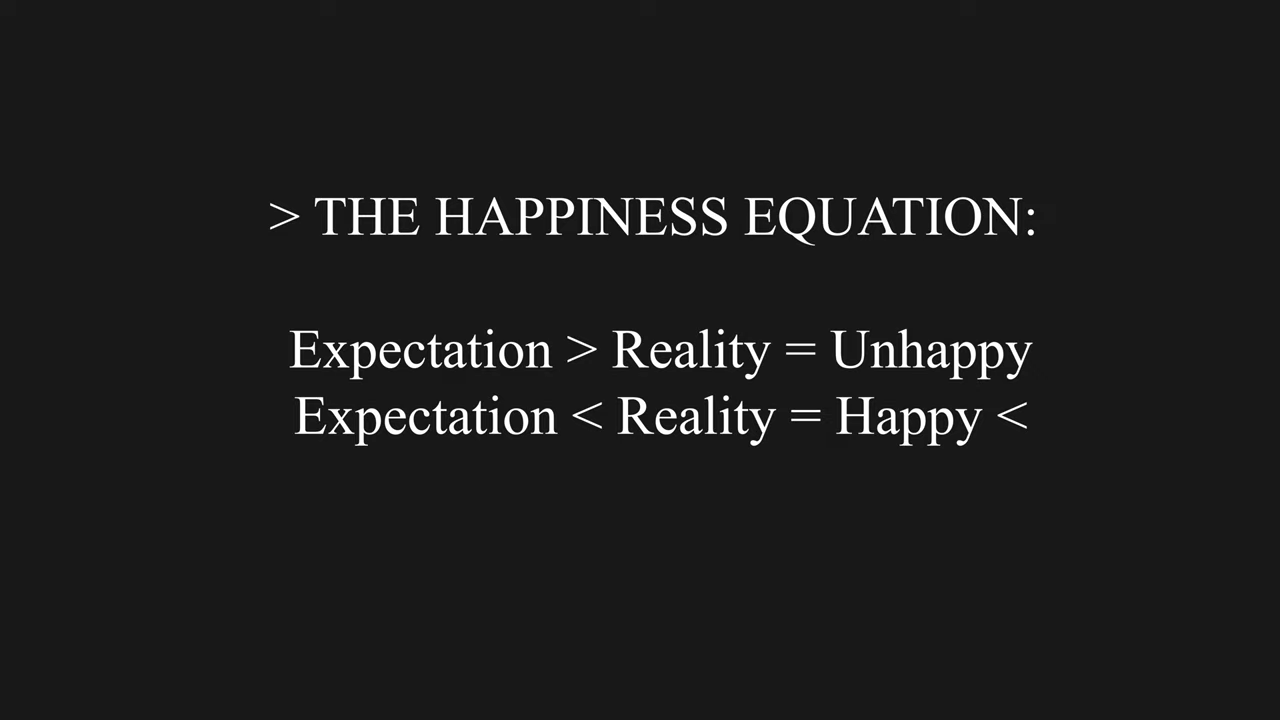 > THE HAPPINESS EQUATION:
Expectation > Reality = Unhappy
Expectation < Reality = Happy <